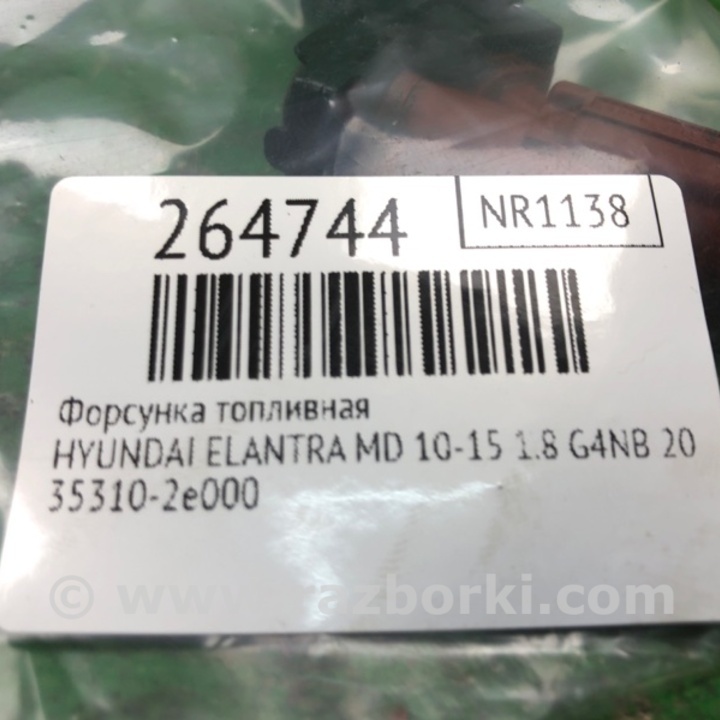 264744
NR1138
Форсунка топливная
HYUNDAI ELANTRA MD 10-15 1.8 G4NB 20
35310-2e000
© www.razborki.com